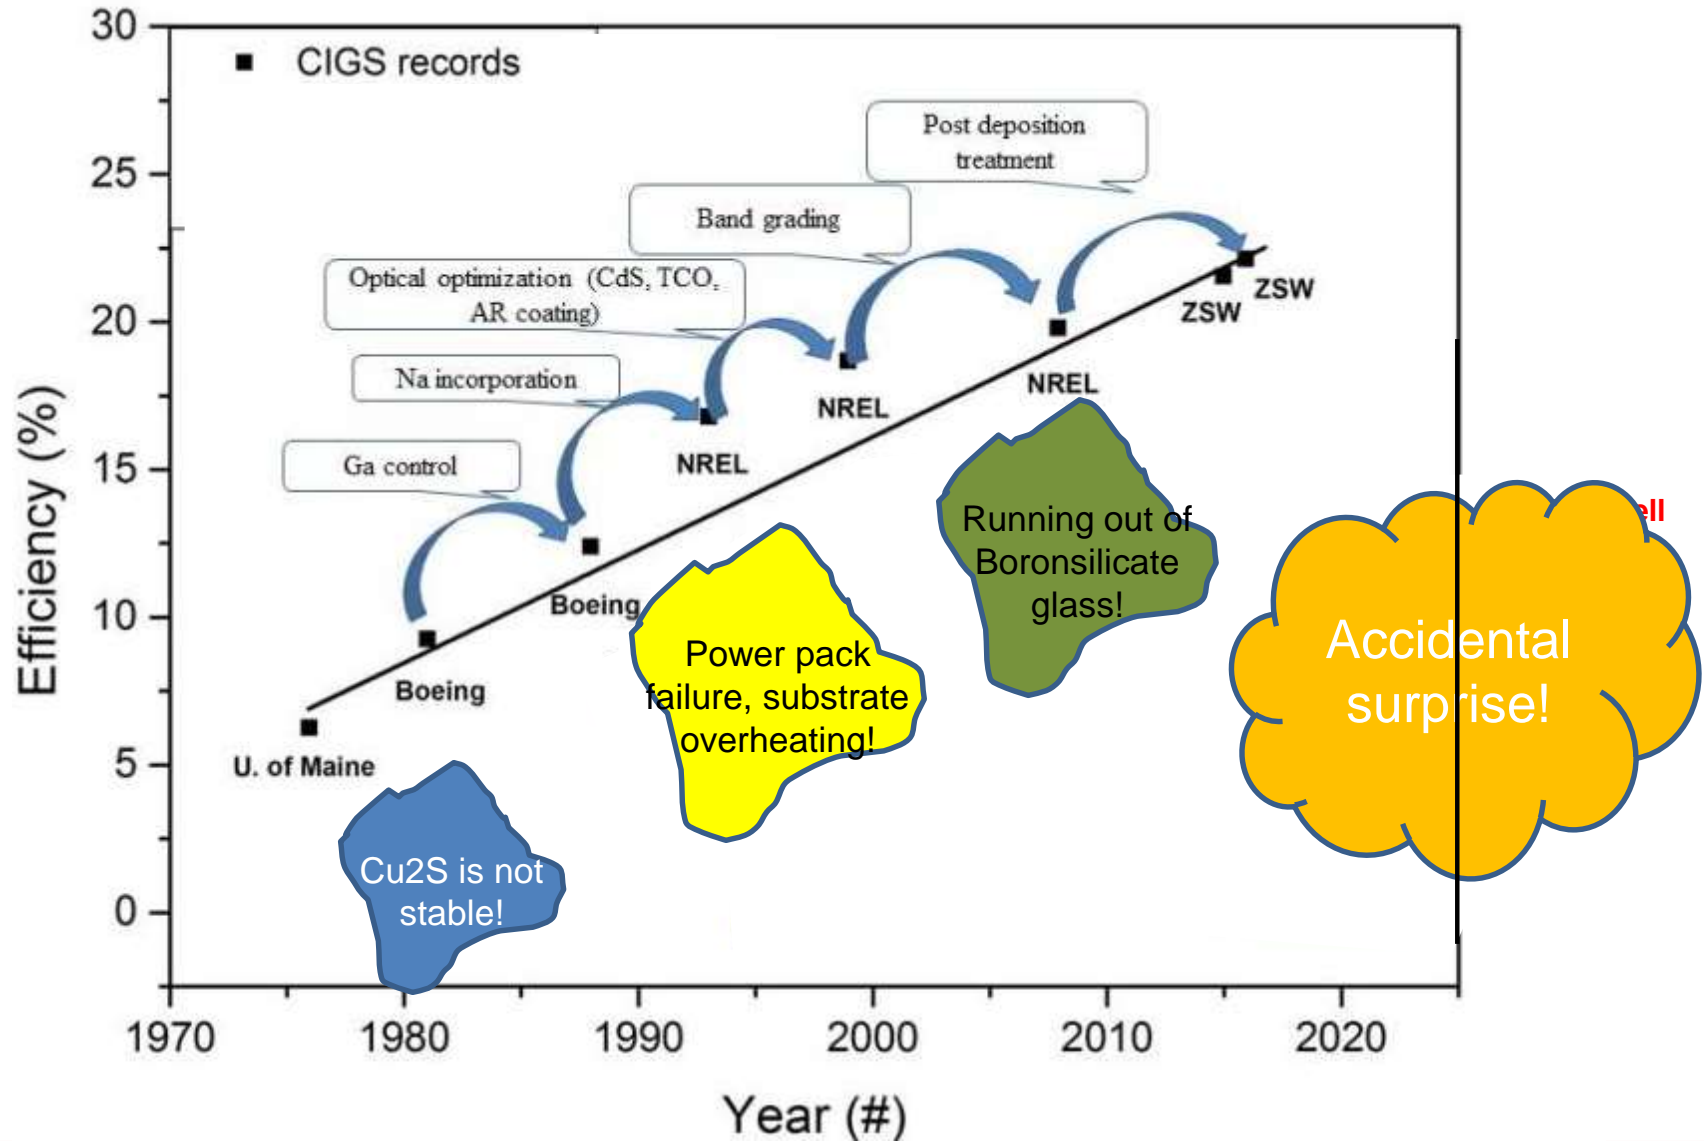 30
25
20
15
10
5
0
Efficiency (%)
CIGS records
Post deposition
treatment
Band grading
Optical optimization (CdS, TCO,
AR coating)
Na incorporation
Ga control
ZSW
ZSW
NREL
NREL
NREL
Boeing
Boeing
U. of Maine
Running out of
Boronsilicate
glass!
Power pack
failure, substrate
overheating!
Cu2S is not
stable!
Accidental
surprise!
1970 1980 1990 2000 2010 2020
Year (#)